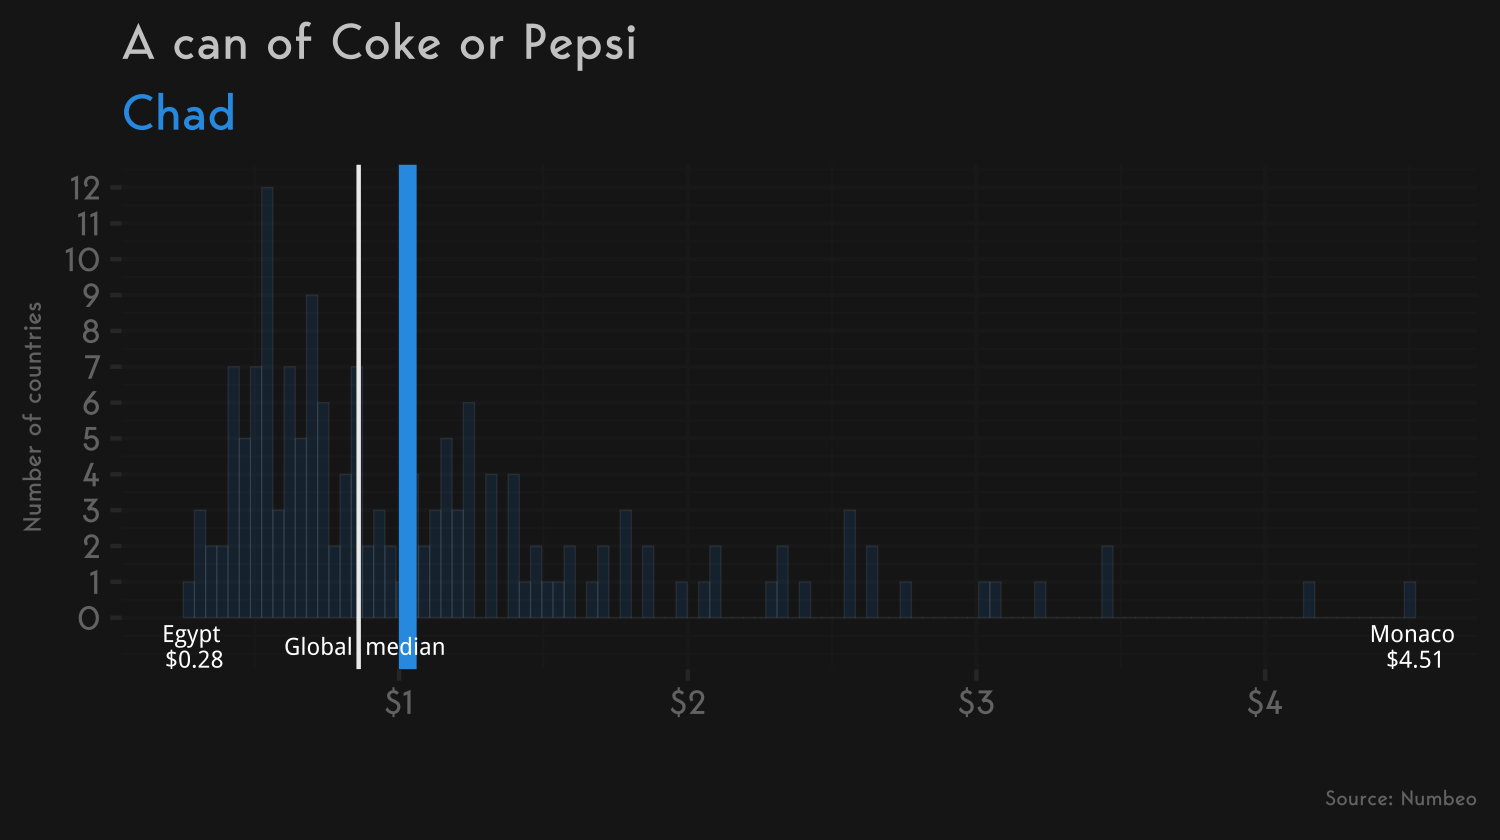 A can of Coke or Pepsi
Chad
Number of countries
12
11
10
9
8
7
6
5
4
3
2
1
0
Egypt
$0.28
Global median
Monaco
$4.51
$1
$2
$3
$4
Source: Numbeo